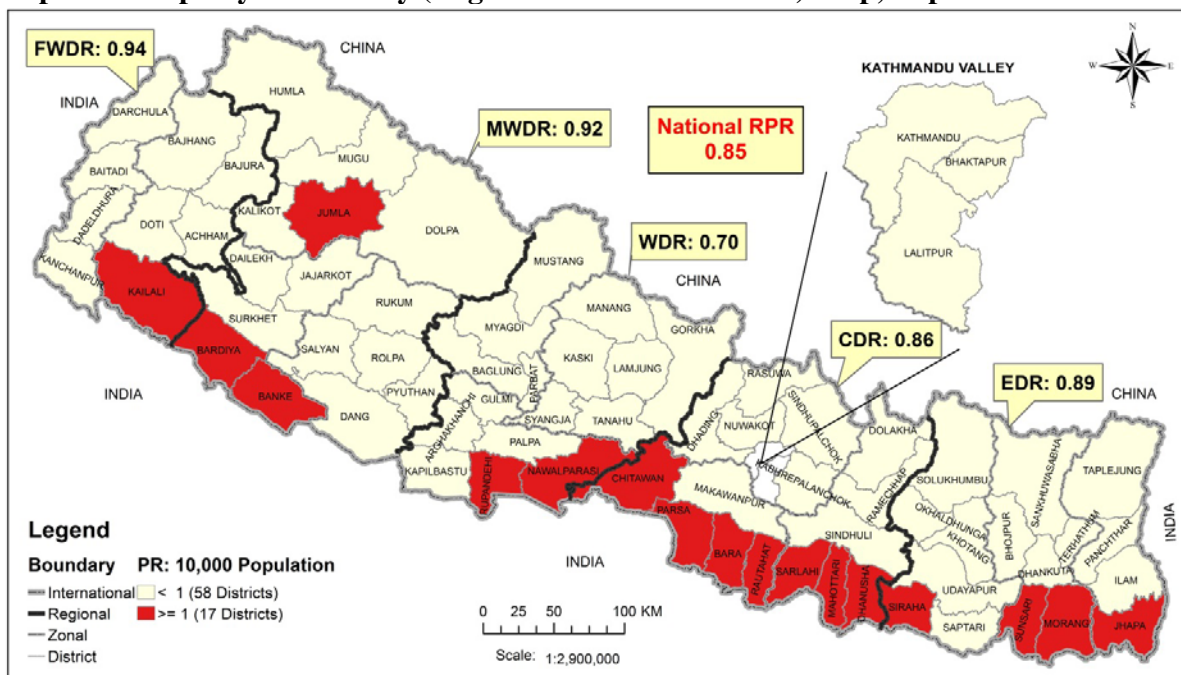 CHINA
FWDR: 0.94
INDIA
HUMLA
DARCHULA
BAJHANG
MWDR: 0.92
National RPR
0.85
KATHMANDU VALLEY
N
W
E
S
KATHMANDU
BHAKTAPUR
LALITPUR
BAITADI
BAJURA
MUGU
DADELDHURA
DOTI
ACHHAM
KALIKOT
JUMLA
DOLPA
WDR: 0.70
CHINA
KANCHANPUR
KAILALI
DAILEKH
JAJARKOT
MUSTANG
MANANG
GORKHA
SURKHET
RUKUM
MYAGDI
KASKI
LAMJUNG
CDR: 0.86
BARDIYA
SALYAN
ROLPA
BAGLUNG
PARBAT
RASUWA
SINDHUPALCHOK
EDR: 0.89
CHINA
INDIA
BANKE
DANG
PYUTHAN
GULMI
SYANGJA
TANAHU
DHADING
NUWAKOT
DOLAKHA
ARGHAKHANCHI
PALPA
KAPILBASTU
RUPANDEHI
NAWALPARASI
CHITAWAN
MAKAWANPUR
KABHREPALANCHOK
RAMECHHAP
SOLUKHUMBU
SANKHUWASABHA
TAPLEJUNG
OKHALDHUNGA
KHOTANG
BHOJPUR
TERHATHSM
PANCHTHAR
INDIA
PARSA
BARA
RAUTAHAT
SARLAHI
MAHOTTARI
DHANUSHA
SINDHULI
SIRAHA
UDAYAPUR
SAPTARI
DHANKUTA
ILAM
SUNSARI
MORANG
JHAPA
INDIA
Legend
Boundary PR: 10,000 Population
International < 1 (58 Districts)
Regional >= 1 (17 Districts)
Zonal
District
0 25 50 100 KM
Scale: 1:2,900,000